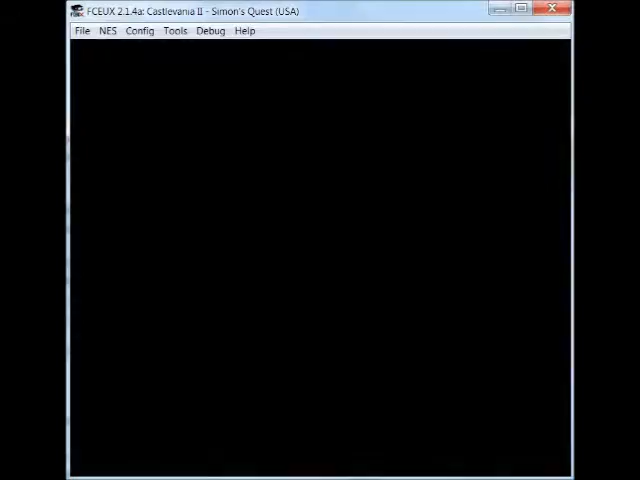 FCEUX 2.1.4a: Castlevania II - Simon's Quest (USA)
File NES Config Tools Debug Help